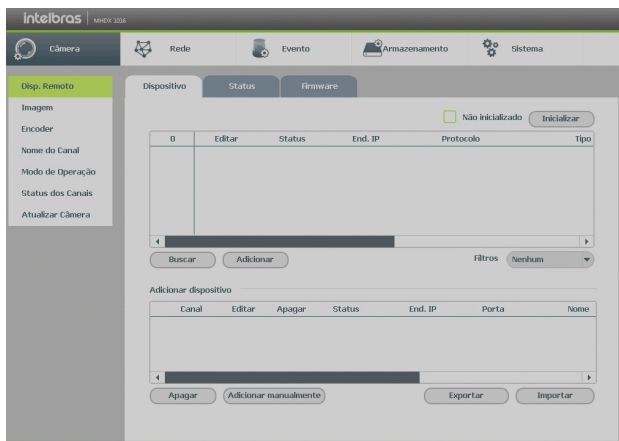 intelbras | MHDX 1016
Câmera Rede Evento Armazenamento Sistema
Disp. Remoto
Imagem
Encoder
Nome do Canal
Modo de Operação
Status dos Canais
Atualizar Câmera
Dispositivo Status Firmware
Não inicializado Inicializar
0 Editar Status End. IP Protocolo Tipo
Buscar Adicionar Filtros Nenhum
Adicionar dispositivo
Canal Editar Apagar Status End. IP Porta Nome
Apagar Adicionar manualmente Exportar Importar